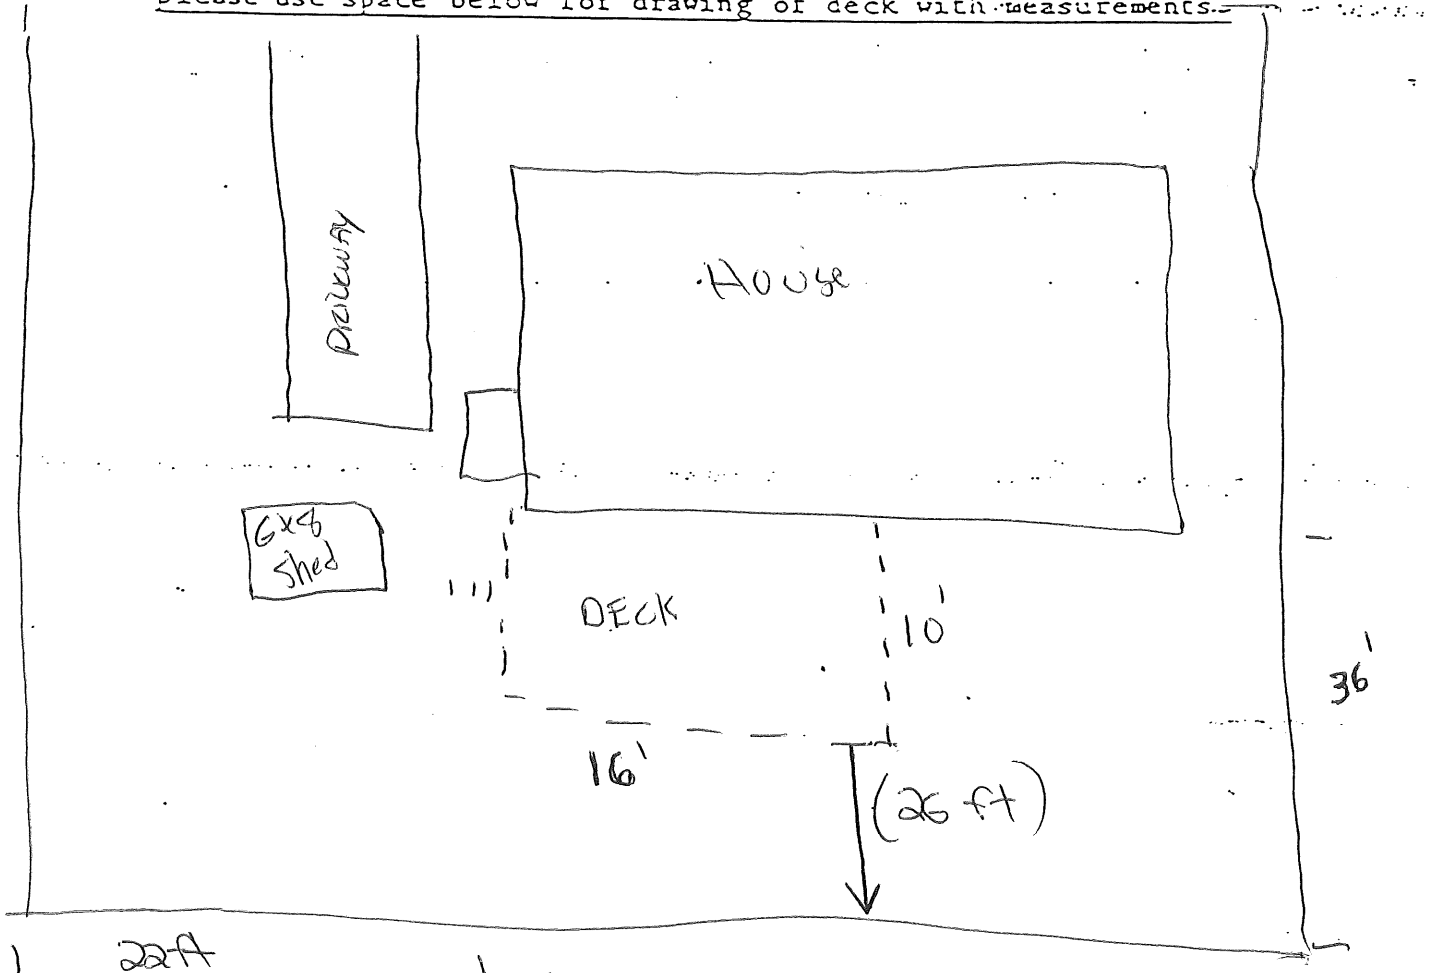 please use space below for drawing of deck with measurements.
DRIVEWAY
House
6x8
Shed
DECK
10'
36'
16'
(26 ft)
22ft